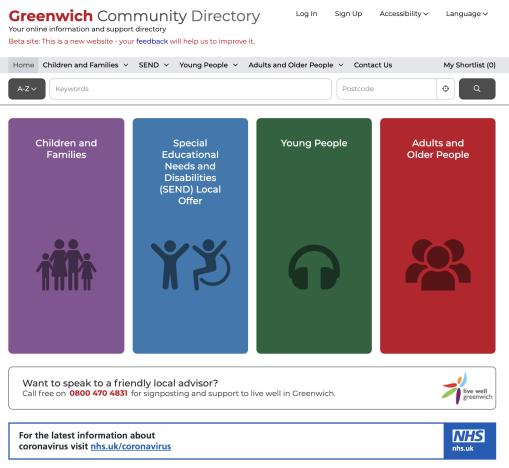 Greenwich Community Directory
Log In Sign Up Accessibility Language
Your online information and support directory
Beta site: This is a new website - your feedback will help us to improve it.
Home Children and Families SEND Young People Adults and Older People Contact Us My Shortlist (0)
A-Z Keywords Postcode
Children and
Families
Special
Educational
Needs and
Disabilities
(SEND) Local
Offer
Young People
Adults and
Older People
Want to speak to a friendly local advisor?
Call free on 0800 470 4831 for signposting and support to live well in Greenwich.
live well
greenwich
For the latest information about
coronavirus visit nhs.uk/coronavirus
NHS
nhs.uk